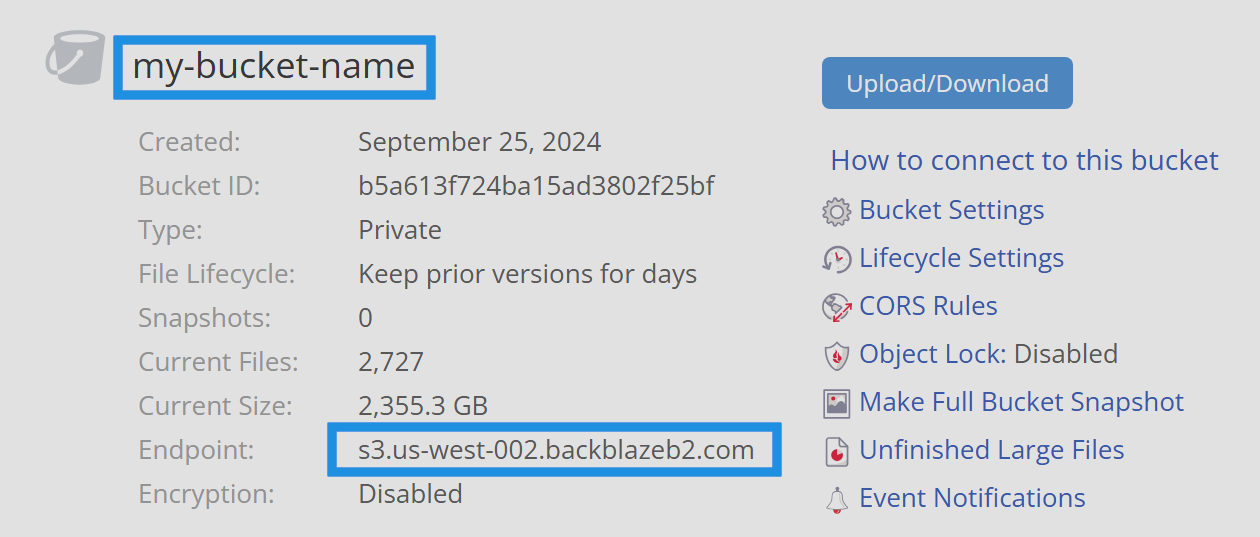 my-bucket-name
Created: September 25, 2024
Bucket ID: b5a613f724ba15ad3802f25bf
Type: Private
File Lifecycle: Keep prior versions for days
Snapshots: 0
Current Files: 2,727
Current Size: 2,355.3 GB
Endpoint: s3.us-west-002.backblazeb2.com
Encryption: Disabled
Upload/Download
How to connect to this bucket
Bucket Settings
Lifecycle Settings
CORS Rules
Object Lock: Disabled
Make Full Bucket Snapshot
Unfinished Large Files
Event Notifications